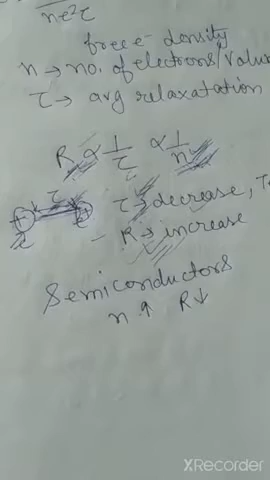 ne²τ
free e⁻ density
n → no. of electrons/volu
τ → avg relaxatation
R ∝ 1/τ ∝ 1/n
τ
τ → decrease, T
- R → increase
Semiconductors
n ↑ R ↓
XRecorder